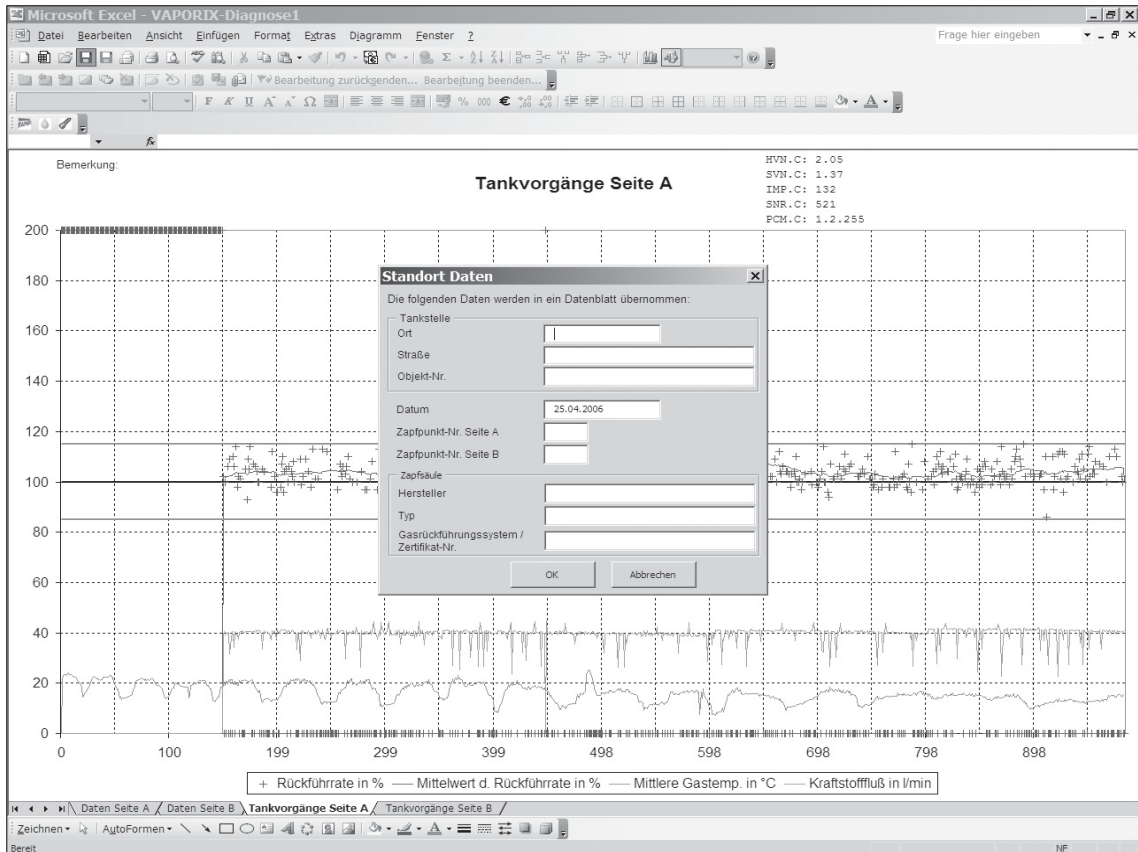 Microsoft Excel - VAPORIX-Diagnose1
Datei Bearbeiten Ansicht Einfügen Format Extras Diagramm Fenster ?
Frage hier eingeben
Bearbeitung zurücksenden... Bearbeitung beenden...
F K U A A Ω % 000 €
fx
Bemerkung:
Tankvorgänge Seite A
HVN.C: 2.05
SVN.C: 1.37
IMP.C: 132
SNR.C: 521
PCM.C: 1.2.255
200
180
160
140
120
100
80
60
40
20
0
0 100 199 299 399 498 598 698 798 898
Standort Daten
Die folgenden Daten werden in ein Datenblatt übernommen:
Tankstelle
Ort
Straße
Objekt-Nr.
Datum 25.04.2006
Zapfpunkt-Nr. Seite A
Zapfpunkt-Nr. Seite B
Zapfsäule
Hersteller
Typ
Gasrückführungssystem /
Zertifikat-Nr.
OK Abbrechen
Rückführrate in % Mittelwert d. Rückführrate in % Mittlere Gastemp. in °C Kraftstofffluß in l/min
Daten Seite A Daten Seite B Tankvorgänge Seite A Tankvorgänge Seite B
Zeichnen AutoFormen
Bereit NF